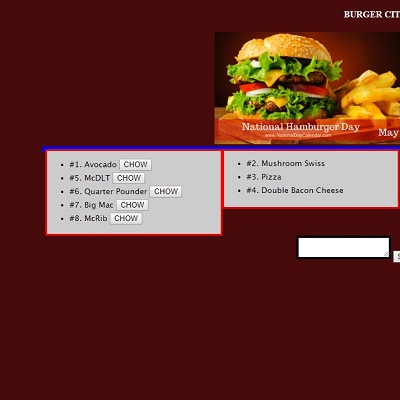 BURGER CIT
National Hamburger Day
www.NationalDayCalendar.com
May
#1. Avocado CHOW
#5. McDLT CHOW
#6. Quarter Pounder CHOW
#7. Big Mac CHOW
#8. McRib CHOW
#2. Mushroom Swiss
#3. Pizza
#4. Double Bacon Cheese